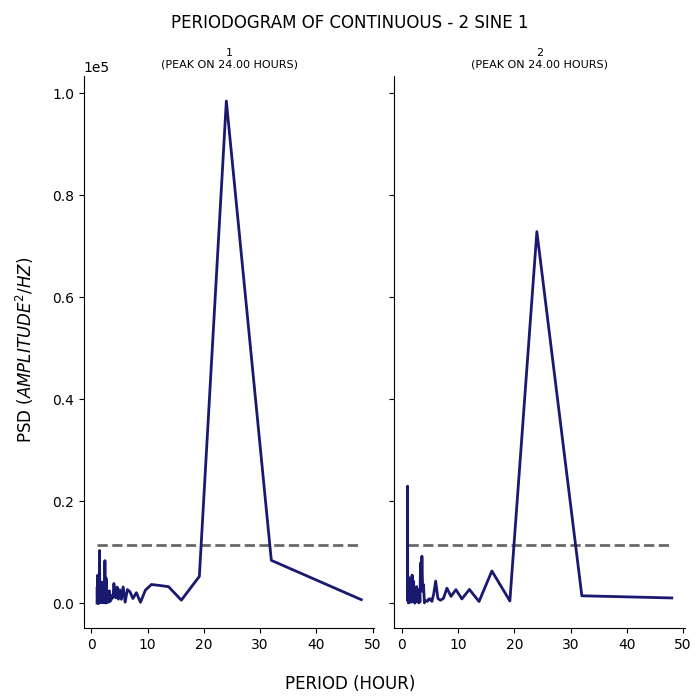 PERIODOGRAM OF CONTINUOUS - 2 SINE 1
1
(PEAK ON 24.00 HOURS)
2
(PEAK ON 24.00 HOURS)
1e5
1.0
0.8
0.6
0.4
0.2
0.0
PSD (AMPLITUDE²/HZ)
0 10 20 30 40 50
0 10 20 30 40 50
PERIOD (HOUR)